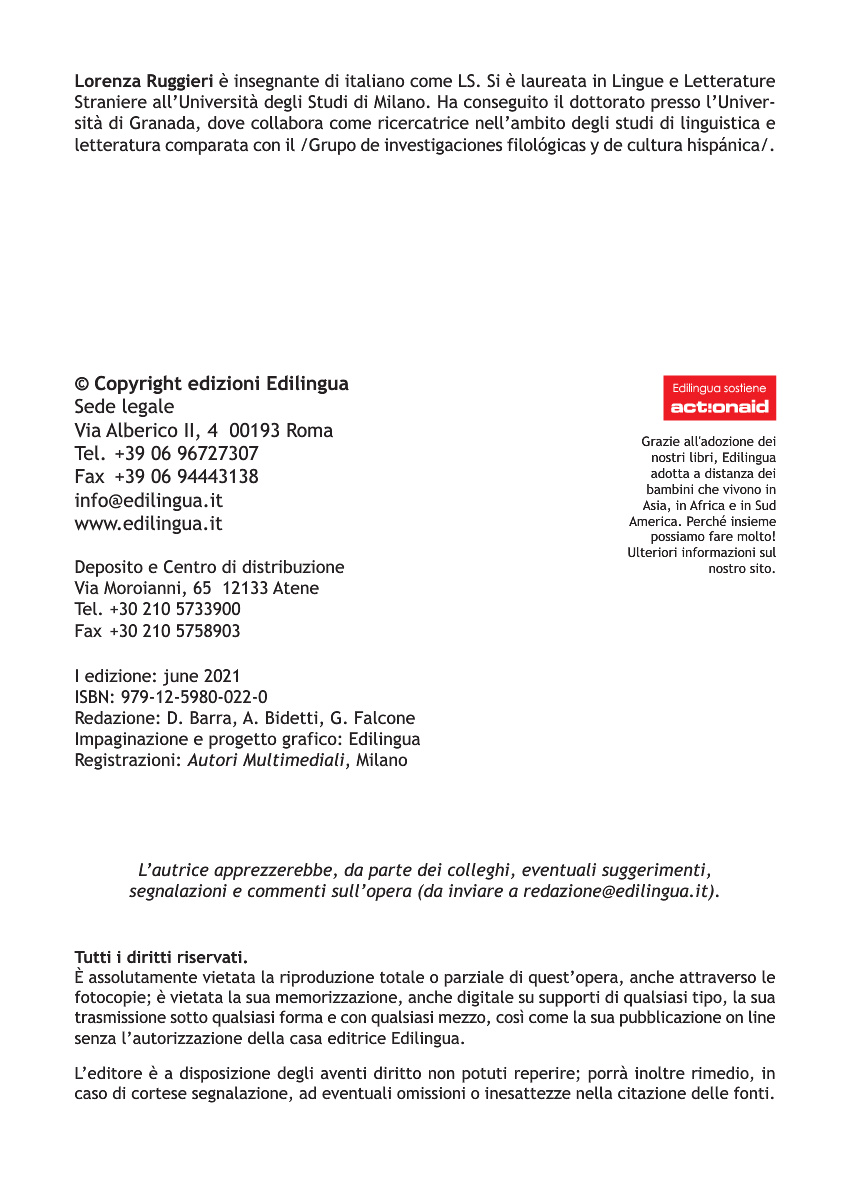 Lorenza Ruggieri è insegnante di italiano come LS. Si è laureata in Lingue e Letterature
Straniere all’Università degli Studi di Milano. Ha conseguito il dottorato presso l’Univer-
sità di Granada, dove collabora come ricercatrice nell’ambito degli studi di linguistica e
letteratura comparata con il /Grupo de investigaciones filológicas y de cultura hispánica/.
© Copyright edizioni Edilingua
Sede legale
Via Alberico II, 4 00193 Roma
Tel. +39 06 96727307
Fax +39 06 94443138
info@edilingua.it
www.edilingua.it
Deposito e Centro di distribuzione
Via Moroianni, 65 12133 Atene
Tel. +30 210 5733900
Fax +30 210 5758903
I edizione: june 2021
ISBN: 979-12-5980-022-0
Redazione: D. Barra, A. Bidetti, G. Falcone
Impaginazione e progetto grafico: Edilingua
Registrazioni: Autori Multimediali, Milano
Edilingua sostiene
act!onaid
Grazie all'adozione dei
nostri libri, Edilingua
adotta a distanza dei
bambini che vivono in
Asia, in Africa e in Sud
America. Perché insieme
possiamo fare molto!
Ulteriori informazioni sul
nostro sito.
L’autrice apprezzerebbe, da parte dei colleghi, eventuali suggerimenti,
segnalazioni e commenti sull’opera (da inviare a redazione@edilingua.it).
Tutti i diritti riservati.
È assolutamente vietata la riproduzione totale o parziale di quest’opera, anche attraverso le
fotocopie; è vietata la sua memorizzazione, anche digitale su supporti di qualsiasi tipo, la sua
trasmissione sotto qualsiasi forma e con qualsiasi mezzo, così come la sua pubblicazione on line
senza l’autorizzazione della casa editrice Edilingua.
L’editore è a disposizione degli aventi diritto non potuti reperire; porrà inoltre rimedio, in
caso di cortese segnalazione, ad eventuali omissioni o inesattezze nella citazione delle fonti.